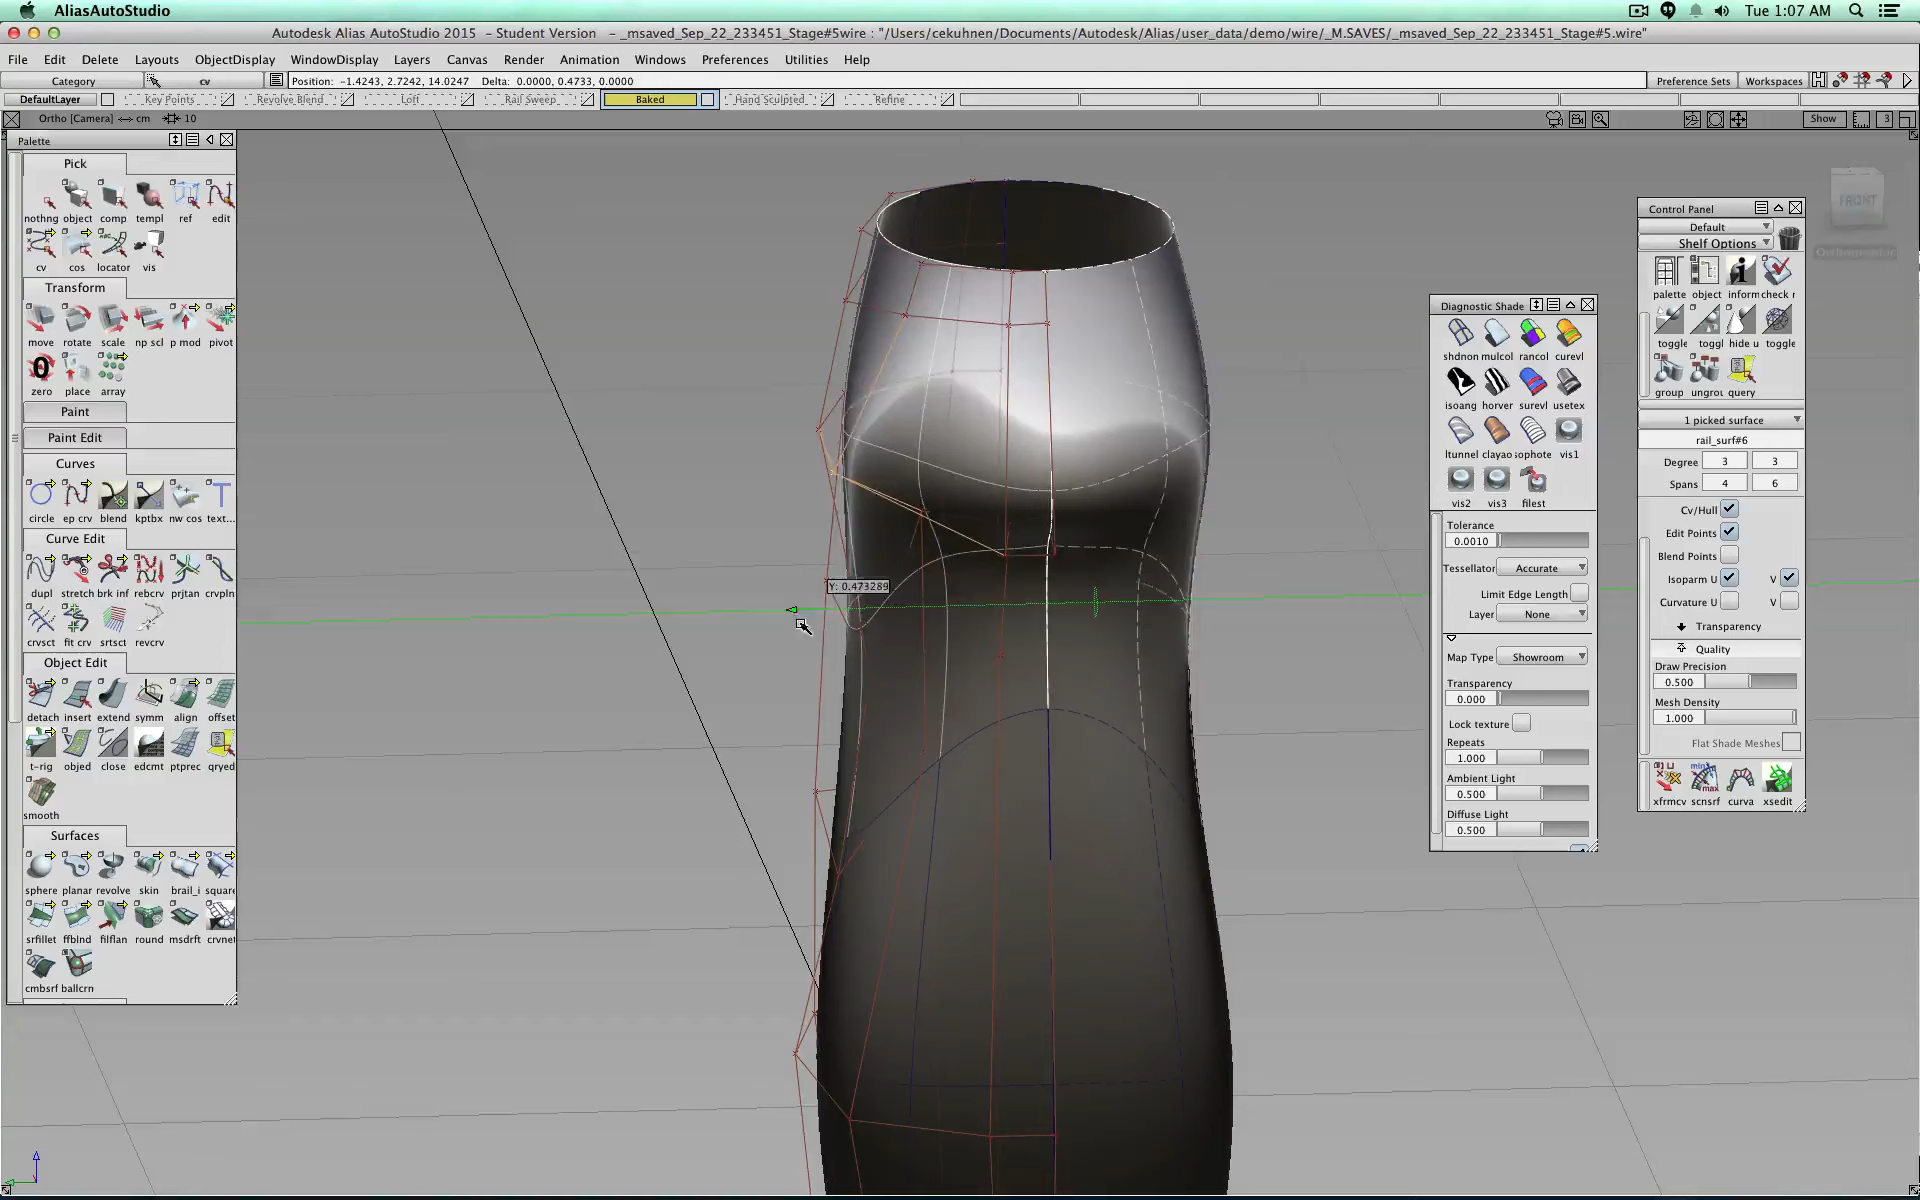 AliasAutoStudio
Tue 1:07 AM
Autodesk Alias AutoStudio 2015 - Student Version - _msaved_Sep_22_233451_Stage#5wire : "/Users/cekuhnen/Documents/Autodesk/Alias/user_data/demo/wire/_M.SAVES/_msaved_Sep_22_233451_Stage#5.wire"
File Edit Delete Layouts ObjectDisplay WindowDisplay Layers Canvas Render Animation Windows Preferences Utilities Help
Category cv Position: -1.4243, 2.7242, 14.0247 Delta: 0.0000, 0.4733, 0.0000 Preference Sets Workspaces
DefaultLayer Key Points Revolve Blend Loft Rail Sweep Baked Hand Sculpted Refine
Ortho [Camera] cm 10 Show 3
Palette
Pick
nothng object comp templ ref edit
cv cos locator vis
Transform
move rotate scale np scl p mod pivot
zero place array
Paint
Paint Edit
Curves
circle ep crv blend kptbx nw cos text...
Curve Edit
dupl stretch brk inf rebcrv prjtan crvpln
crvsct fit crv srtsct revcrv
Object Edit
detach insert extend symm align offset
t-rig objed close edcmt ptprec qryed
smooth
Surfaces
sphere planar revolve skin brail_i square
srfillet ffblnd filflan round msdrft crvnet
cmbsrf ballcrn
Y: 0.473289
FRONT
Diagnostic Shade
shdnon mulcol rancol curevl
isoang horver surevl usetex
ltunnel clayao sophote vis1
vis2 vis3 filest
Tolerance
0.0010
Tessellator Accurate
Limit Edge Length
Layer None
Map Type Showroom
Transparency
0.000
Lock texture
Repeats
1.000
Ambient Light
0.500
Diffuse Light
0.500
Control Panel
Default
Shelf Options
palette object inform check r
toggle toggl hide u toggle
group ungrou query
1 picked surface
rail_surf#6
Degree 3 3
Spans 4 6
Cv/Hull
Edit Points
Blend Points
Isoparm U V
Curvature U V
Transparency
Quality
Draw Precision
0.500
Mesh Density
1.000
Flat Shade Meshes
xfrmcv scnsrf curva xsedit